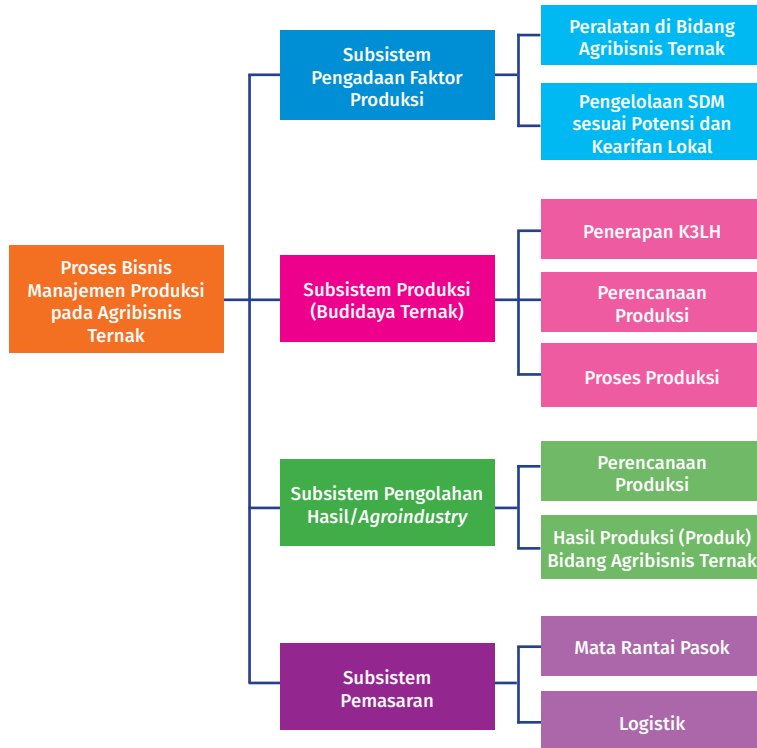 Proses Bisnis
Manajemen Produksi
pada Agribisnis
Ternak
Subsistem
Pengadaan Faktor
Produksi
Peralatan di Bidang
Agribisnis Ternak
Pengelolaan SDM
sesuai Potensi dan
Kearifan Lokal
Subsistem Produksi
(Budidaya Ternak)
Penerapan K3LH
Perencanaan
Produksi
Proses Produksi
Subsistem Pengolahan
Hasil/Agroindustry
Perencanaan
Produksi
Hasil Produksi (Produk)
Bidang Agribisnis Ternak
Subsistem
Pemasaran
Mata Rantai Pasok
Logistik